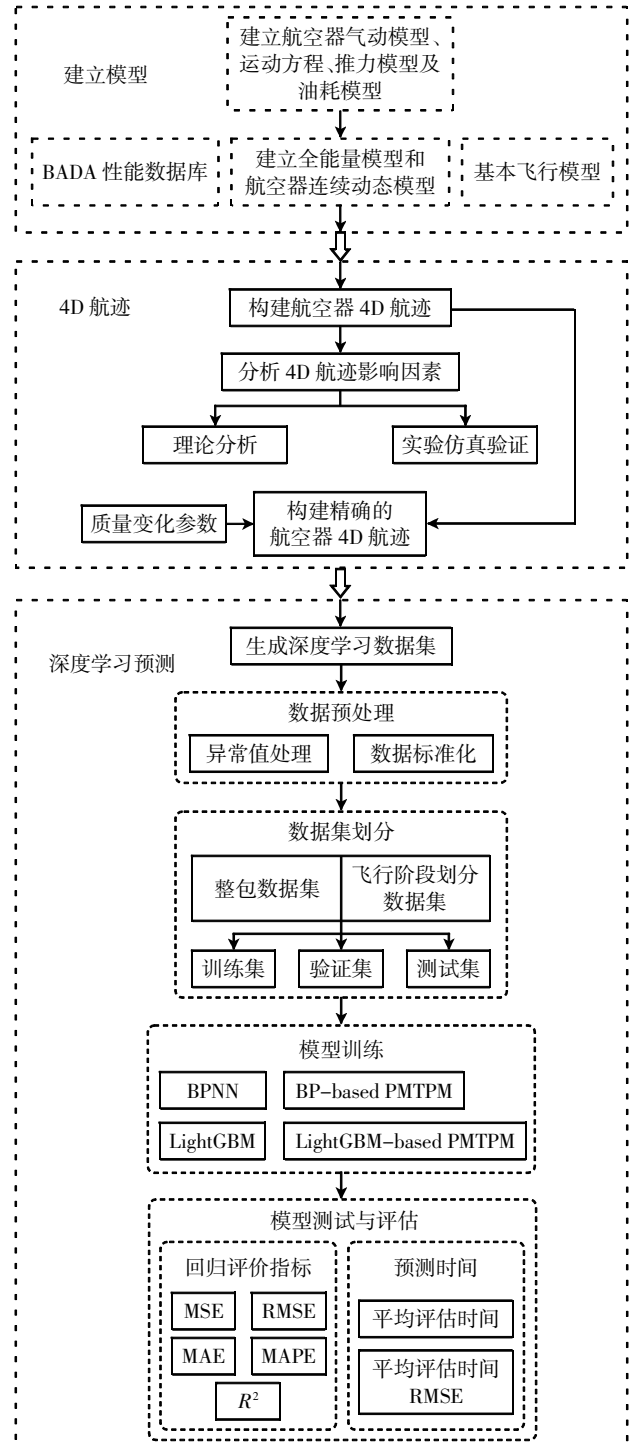 建立模型
建立航空器气动模型、
运动方程、推力模型及
油耗模型
BADA 性能数据库
建立全能量模型和
航空器连续动态模型
基本飞行模型
4D 航迹
构建航空器 4D 航迹
分析 4D 航迹影响因素
理论分析
实验仿真验证
质量变化参数
构建精确的
航空器 4D 航迹
深度学习预测
生成深度学习数据集
数据预处理
异常值处理
数据标准化
数据集划分
整包数据集
飞行阶段划分
数据集
训练集
验证集
测试集
模型训练
BPNN
BP-based PMTPM
LightGBM
LightGBM-based PMTPM
模型测试与评估
回归评价指标
MSE
RMSE
MAE
MAPE
R²
预测时间
平均评估时间
平均评估时间
RMSE